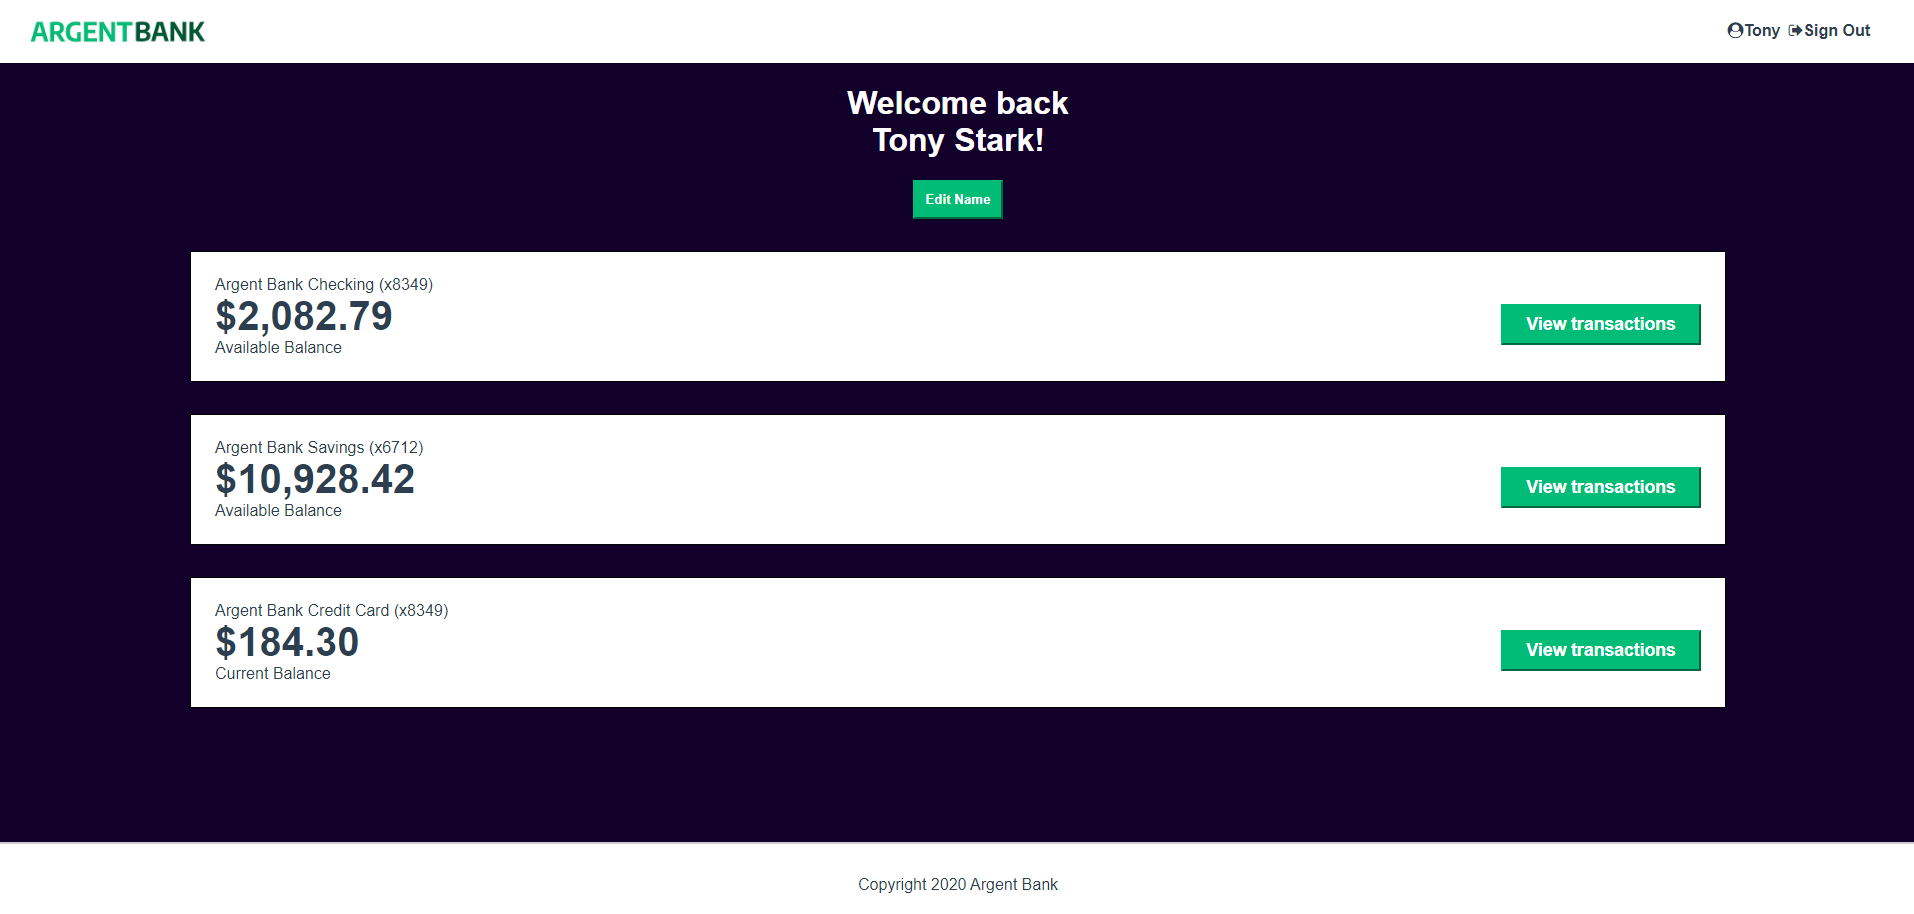 ARGENTBANK
Tony Sign Out
Welcome back
Tony Stark!
Edit Name
Argent Bank Checking (x8349)
$2,082.79
Available Balance
View transactions
Argent Bank Savings (x6712)
$10,928.42
Available Balance
View transactions
Argent Bank Credit Card (x8349)
$184.30
Current Balance
View transactions
Copyright 2020 Argent Bank